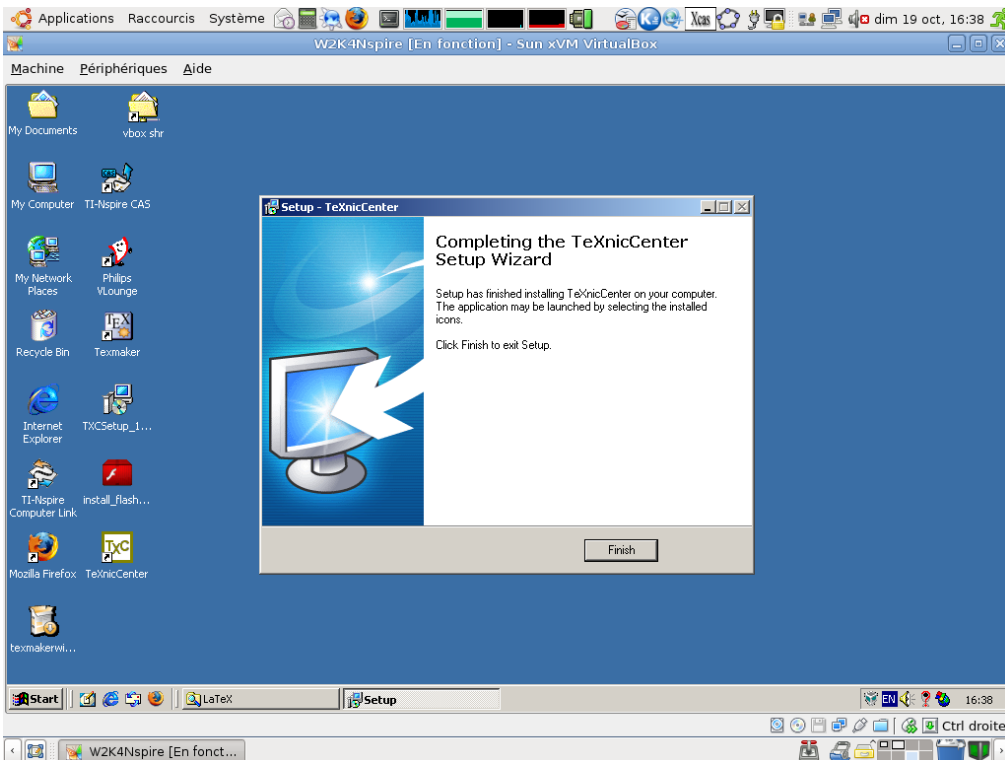 Applications Raccourcis Système Xcas dim 19 oct, 16:38
W2K4Nspire [En fonction] - Sun xVM VirtualBox
Machine Périphériques Aide
My Documents
vbox shr
My Computer
TI-Nspire CAS
My Network
Places
Philips
VLounge
Recycle Bin
Texmaker
Internet
Explorer
TXCSetup_1...
TI-Nspire
Computer Link
install_flash...
Mozilla Firefox
TeXnicCenter
texmakerwi...
Setup - TeXnicCenter
Completing the TeXnicCenter
Setup Wizard
Setup has finished installing TeXnicCenter on your computer.
The application may be launched by selecting the installed
icons.
Click Finish to exit Setup.
Finish
Start LaTeX Setup EN 16:38
Ctrl droite
W2K4Nspire [En fonct...